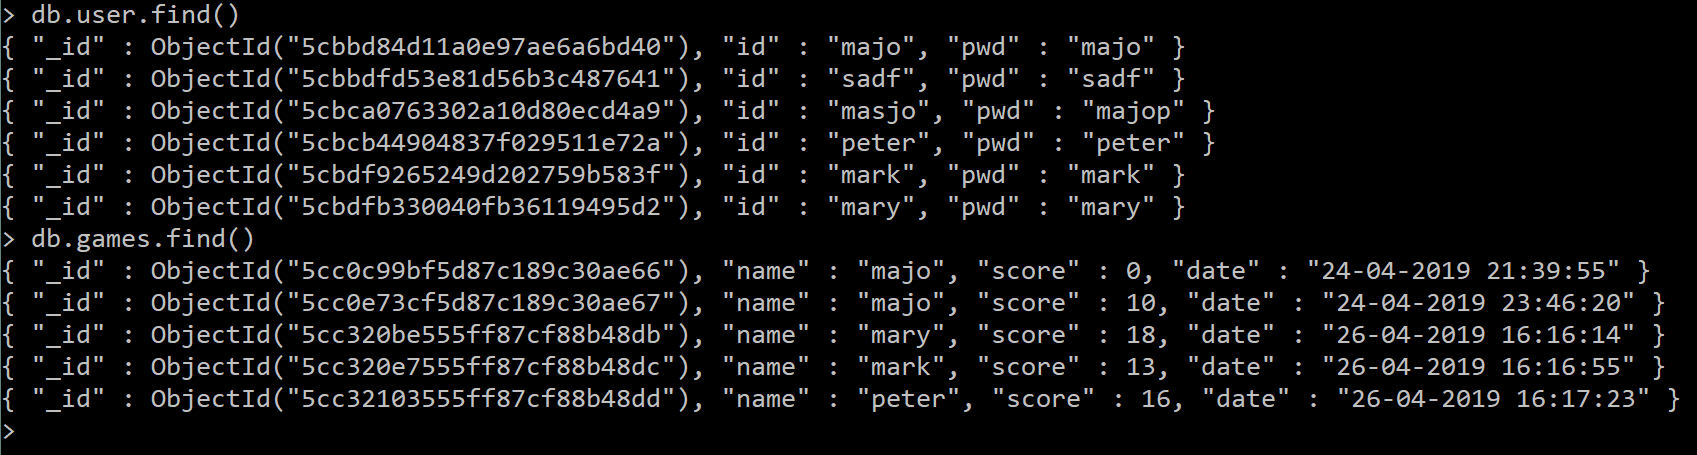 > db.user.find()
{ "_id" : ObjectId("5cbbd84d11a0e97ae6a6bd40"), "id" : "majo", "pwd" : "majo" }
{ "_id" : ObjectId("5cbbdfd53e81d56b3c487641"), "id" : "sadf", "pwd" : "sadf" }
{ "_id" : ObjectId("5cbca0763302a10d80ecd4a9"), "id" : "masjo", "pwd" : "majop" }
{ "_id" : ObjectId("5cbcb44904837f029511e72a"), "id" : "peter", "pwd" : "peter" }
{ "_id" : ObjectId("5cbdf9265249d202759b583f"), "id" : "mark", "pwd" : "mark" }
{ "_id" : ObjectId("5cbdfb330040fb36119495d2"), "id" : "mary", "pwd" : "mary" }
> db.games.find()
{ "_id" : ObjectId("5cc0c99bf5d87c189c30ae66"), "name" : "majo", "score" : 0, "date" : "24-04-2019 21:39:55" }
{ "_id" : ObjectId("5cc0e73cf5d87c189c30ae67"), "name" : "majo", "score" : 10, "date" : "24-04-2019 23:46:20" }
{ "_id" : ObjectId("5cc320be555ff87cf88b48db"), "name" : "mary", "score" : 18, "date" : "26-04-2019 16:16:14" }
{ "_id" : ObjectId("5cc320e7555ff87cf88b48dc"), "name" : "mark", "score" : 13, "date" : "26-04-2019 16:16:55" }
{ "_id" : ObjectId("5cc32103555ff87cf88b48dd"), "name" : "peter", "score" : 16, "date" : "26-04-2019 16:17:23" }
>